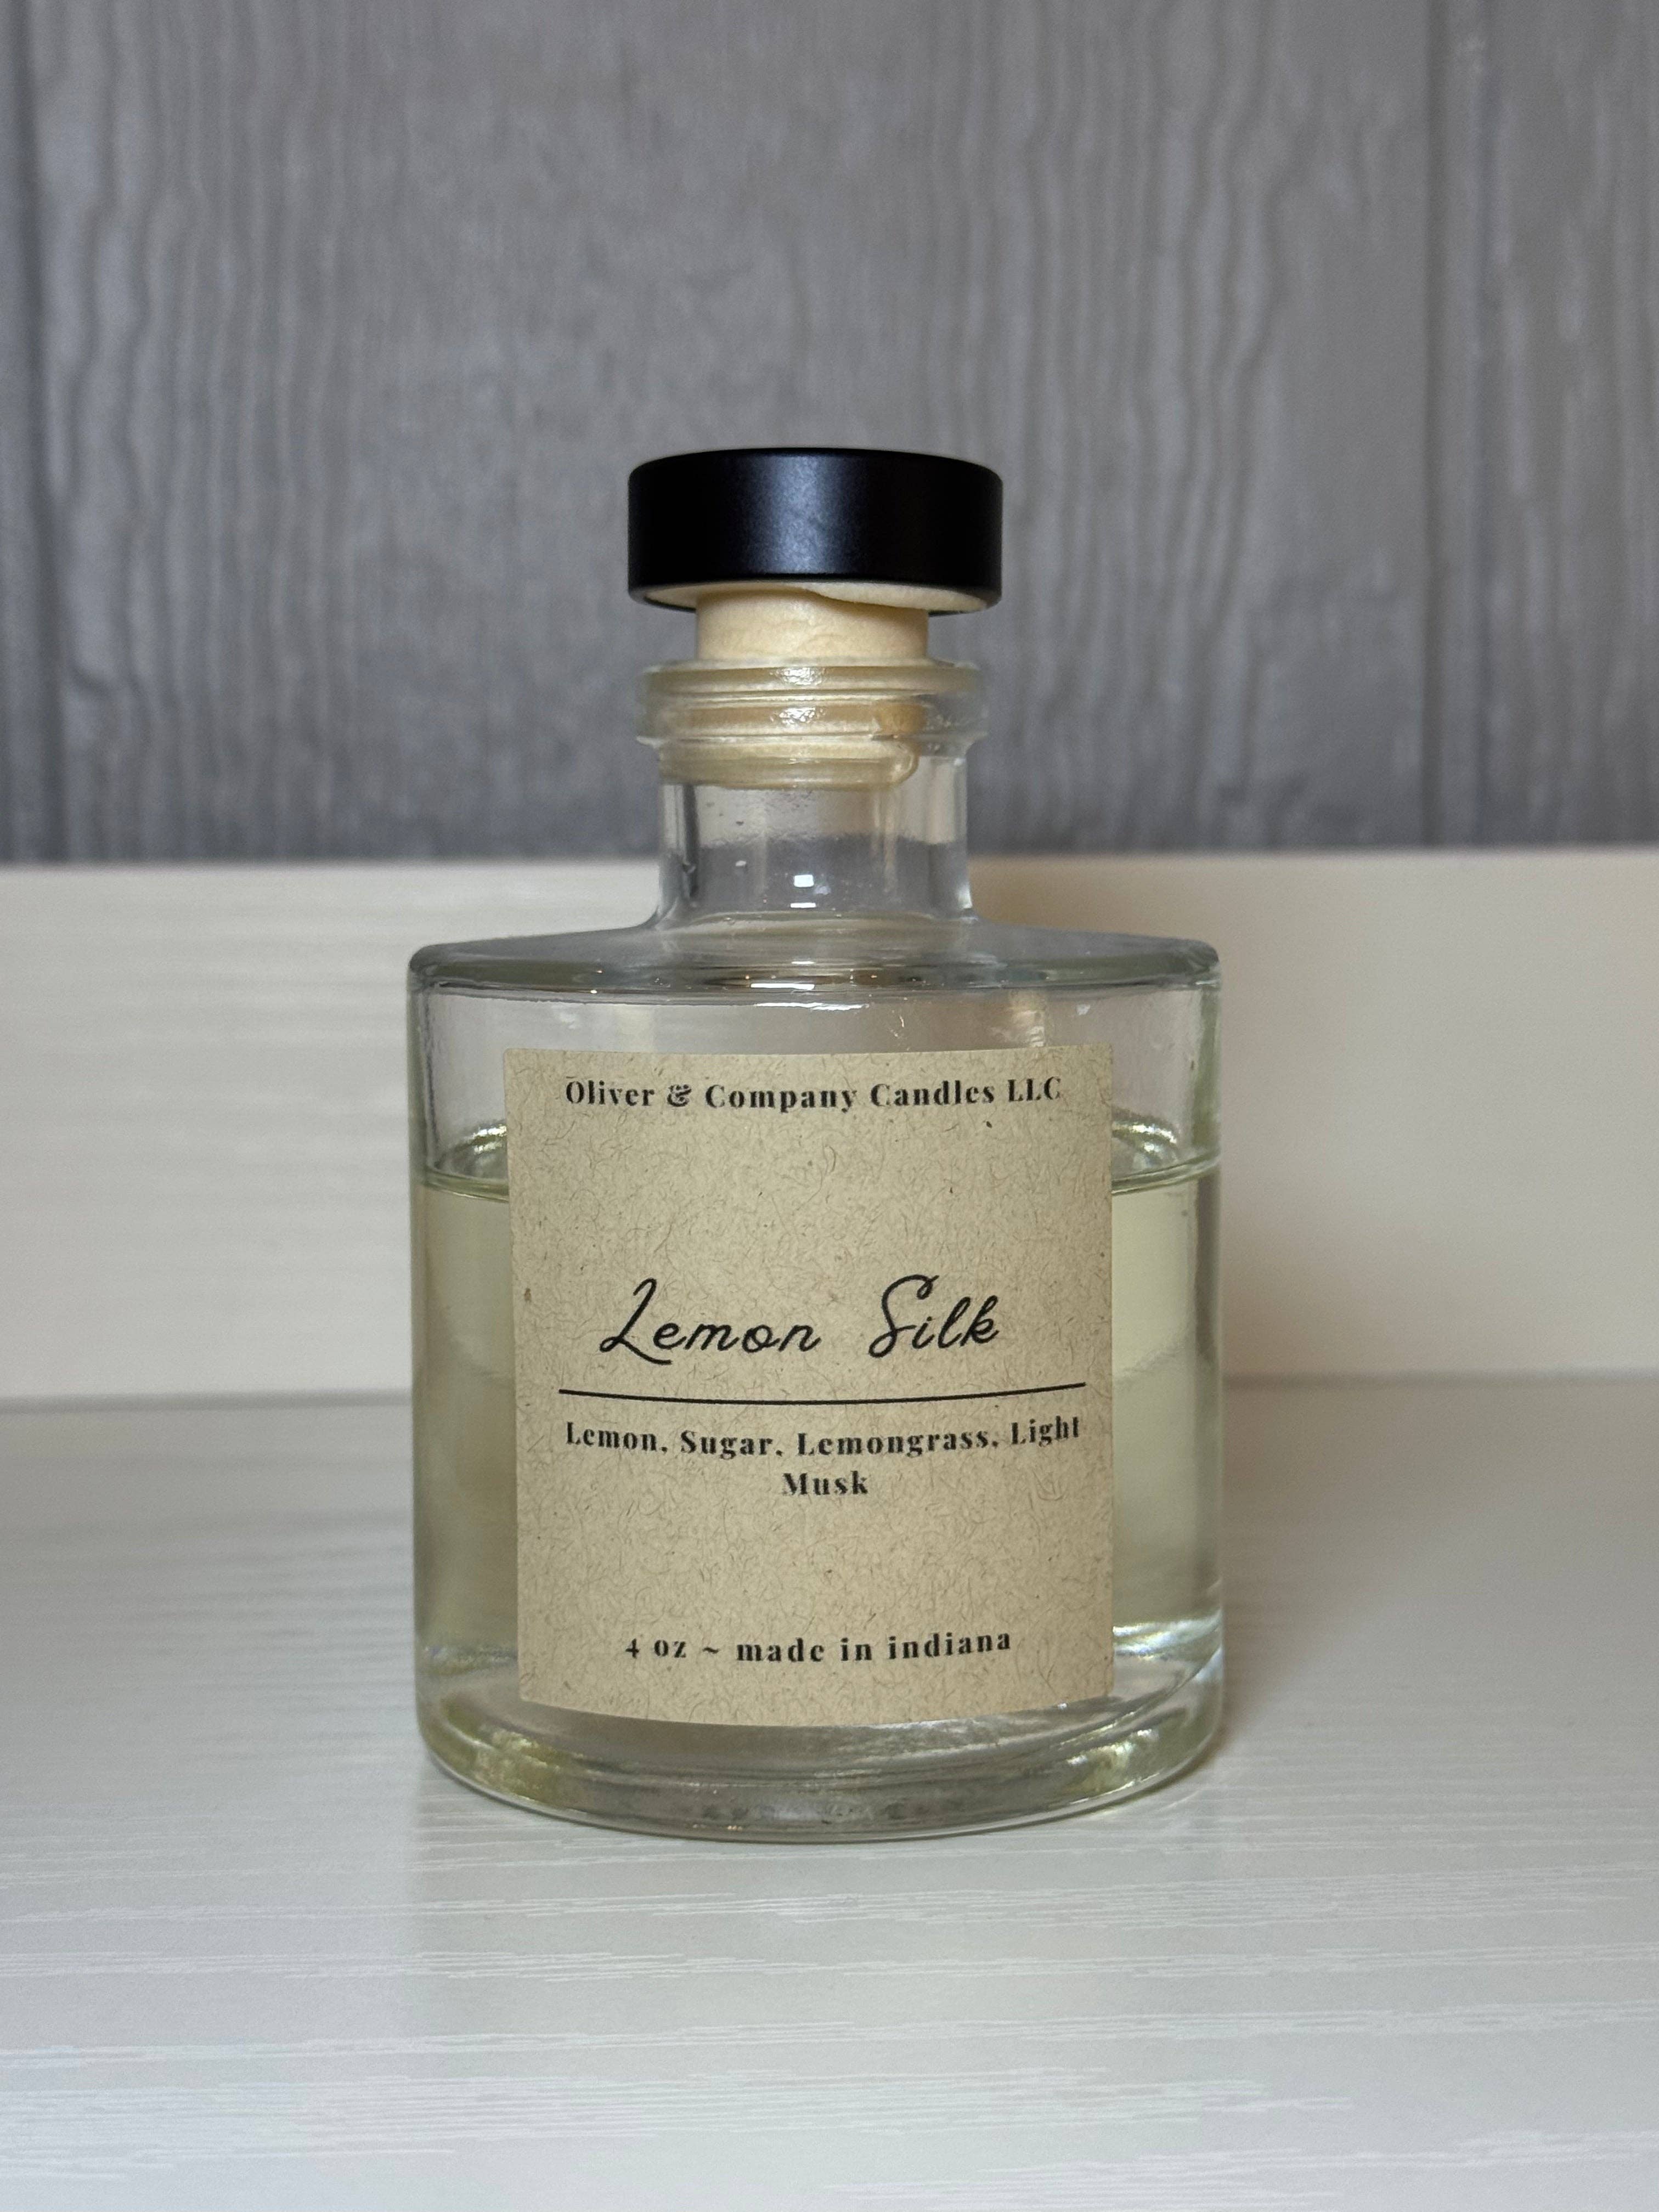 Oliver & Company Candles LLC
Lemon Silk
Lemon, Sugar, Lemongrass, Light
Musk
4 oz ~ made in indiana